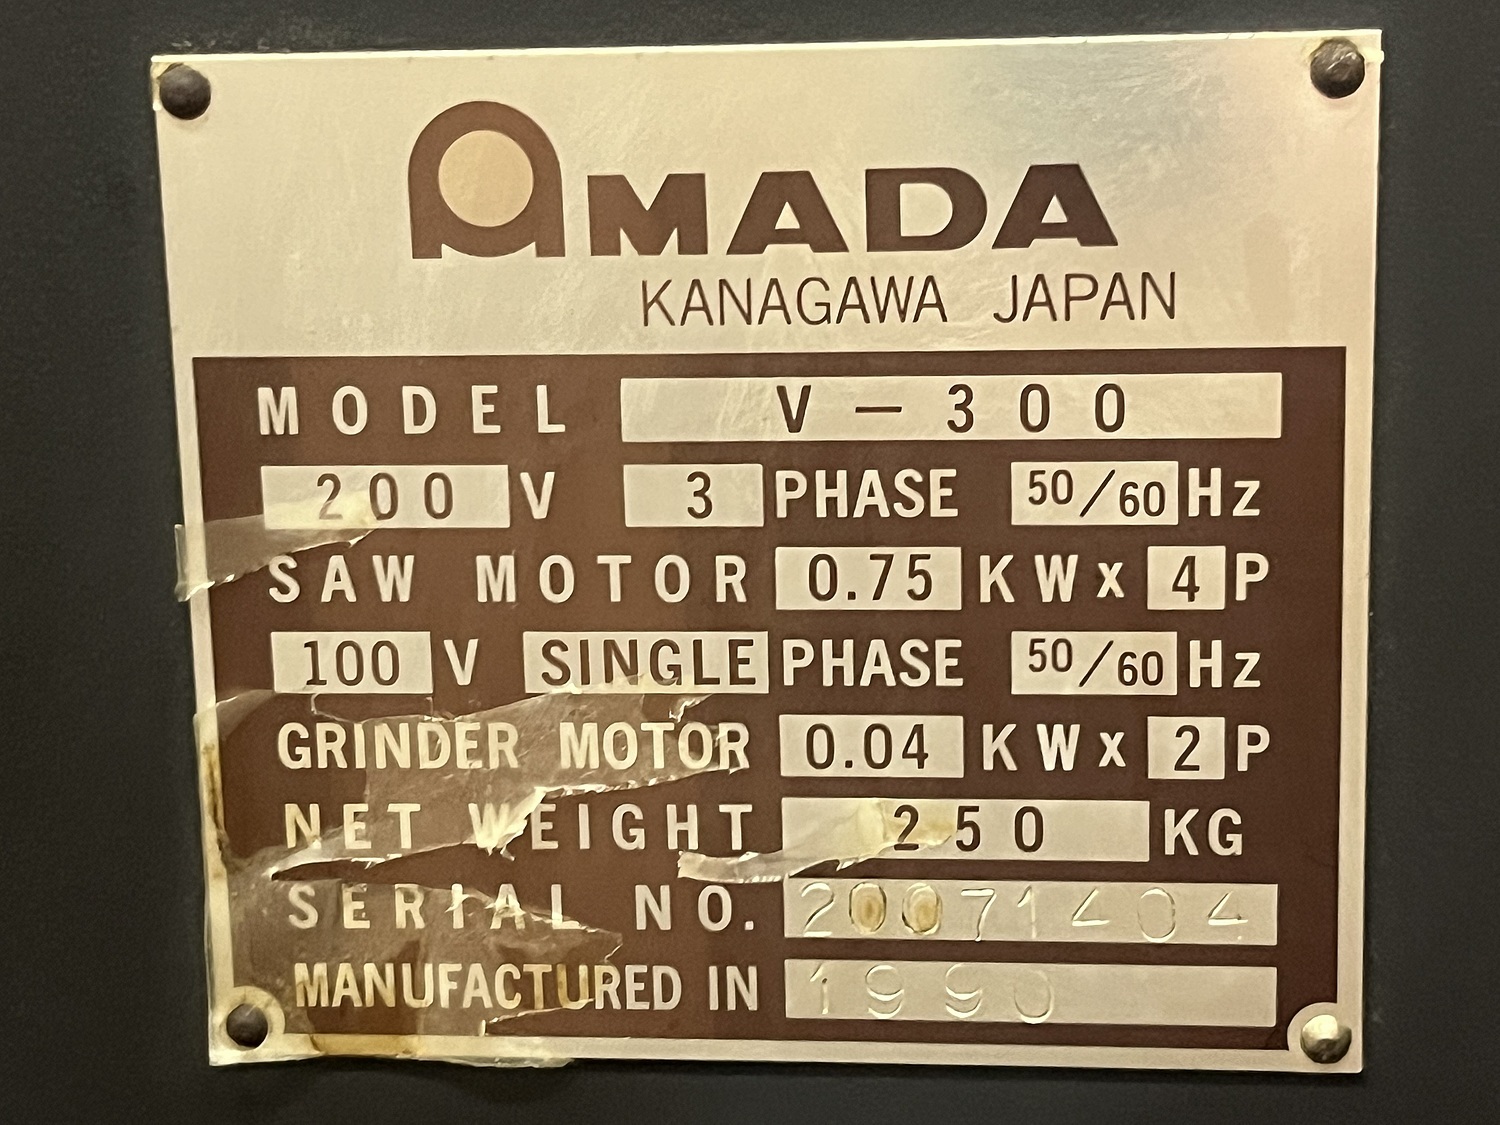 AMADA
KANAGAWA JAPAN
MODEL V-300
200 V 3 PHASE 50/60 Hz
SAW MOTOR 0.75 KW x 4 P
100 V SINGLE PHASE 50/60 Hz
GRINDER MOTOR 0.04 KW x 2 P
NET WEIGHT 250 KG
SERIAL NO. 20071404
MANUFACTURED IN 1990